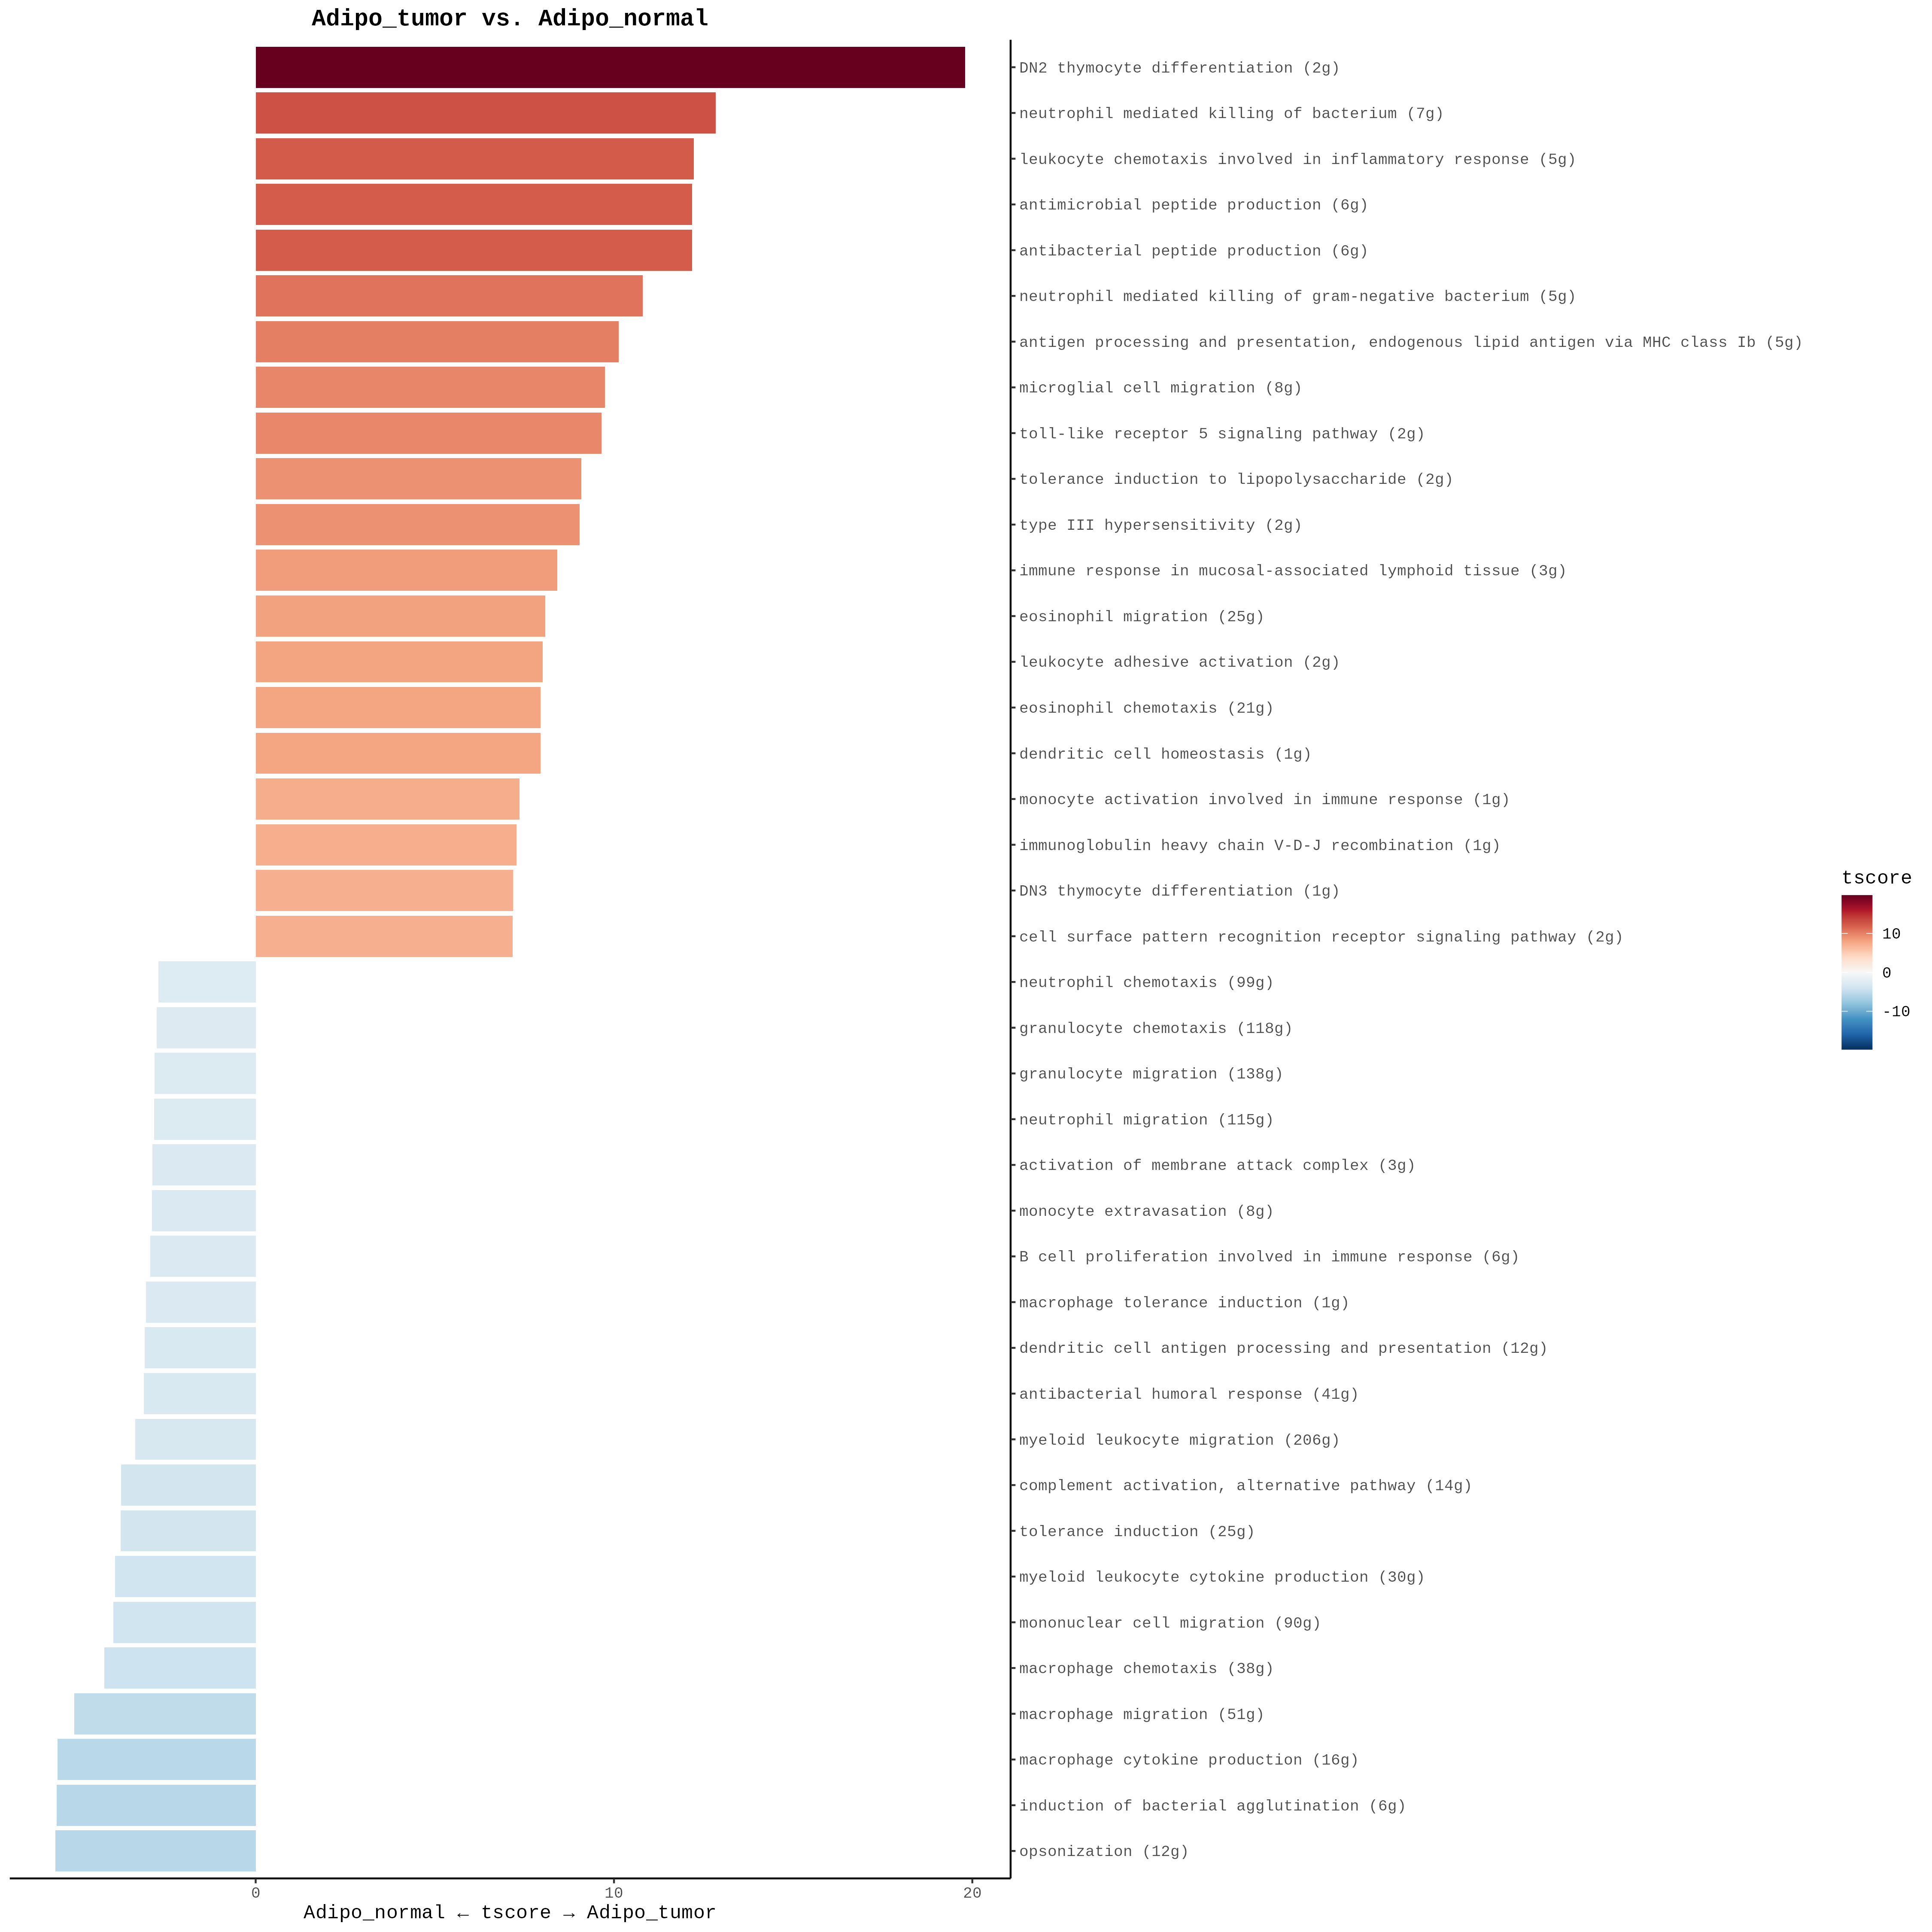 Adipo_tumor vs. Adipo_normal
DN2 thymocyte differentiation (2g)
neutrophil mediated killing of bacterium (7g)
leukocyte chemotaxis involved in inflammatory response (5g)
antimicrobial peptide production (6g)
antibacterial peptide production (6g)
neutrophil mediated killing of gram-negative bacterium (5g)
antigen processing and presentation, endogenous lipid antigen via MHC class Ib (5g)
microglial cell migration (8g)
toll-like receptor 5 signaling pathway (2g)
tolerance induction to lipopolysaccharide (2g)
type III hypersensitivity (2g)
immune response in mucosal-associated lymphoid tissue (3g)
eosinophil migration (25g)
leukocyte adhesive activation (2g)
eosinophil chemotaxis (21g)
dendritic cell homeostasis (1g)
monocyte activation involved in immune response (1g)
immunoglobulin heavy chain V-D-J recombination (1g)
DN3 thymocyte differentiation (1g)
cell surface pattern recognition receptor signaling pathway (2g)
neutrophil chemotaxis (99g)
granulocyte chemotaxis (118g)
granulocyte migration (138g)
neutrophil migration (115g)
activation of membrane attack complex (3g)
monocyte extravasation (8g)
B cell proliferation involved in immune response (6g)
macrophage tolerance induction (1g)
dendritic cell antigen processing and presentation (12g)
antibacterial humoral response (41g)
myeloid leukocyte migration (206g)
complement activation, alternative pathway (14g)
tolerance induction (25g)
myeloid leukocyte cytokine production (30g)
mononuclear cell migration (90g)
macrophage chemotaxis (38g)
macrophage migration (51g)
macrophage cytokine production (16g)
induction of bacterial agglutination (6g)
opsonization (12g)
0 10 20
Adipo_normal ← tscore → Adipo_tumor
tscore
10
0
-10